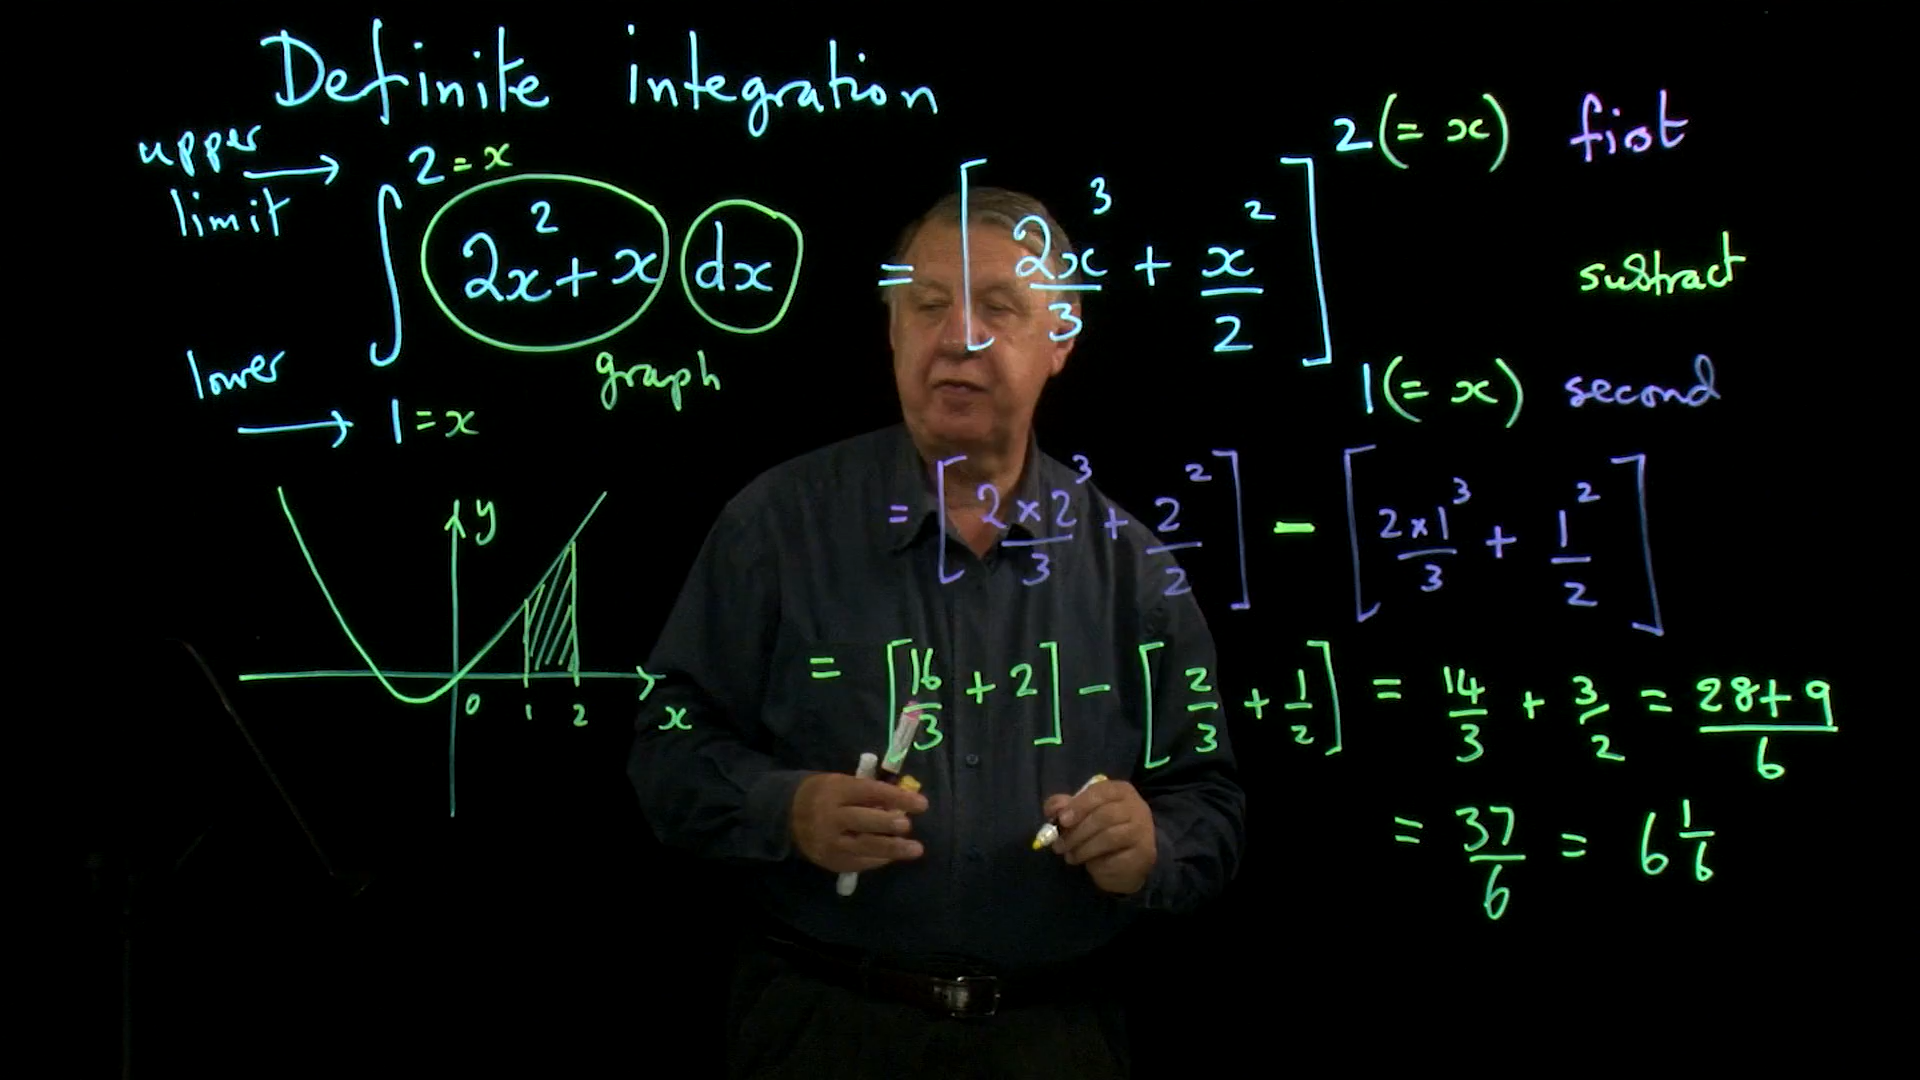 Definite integration
upper limit → ∫ 2 = x
2x² + x dx
lower → 1 = x
graph
= [2x³/3 + x²/2] 2 (= x) first
subtract
1 (= x) second
= [2×2³/3 + 2²/2] − [2×1³/3 + 1²/2]
= [16/3 + 2] − [2/3 + 1/2] = 14/3 + 3/2 = 28+9/6
= 37/6 = 6 1/6
y
0 1 2 x